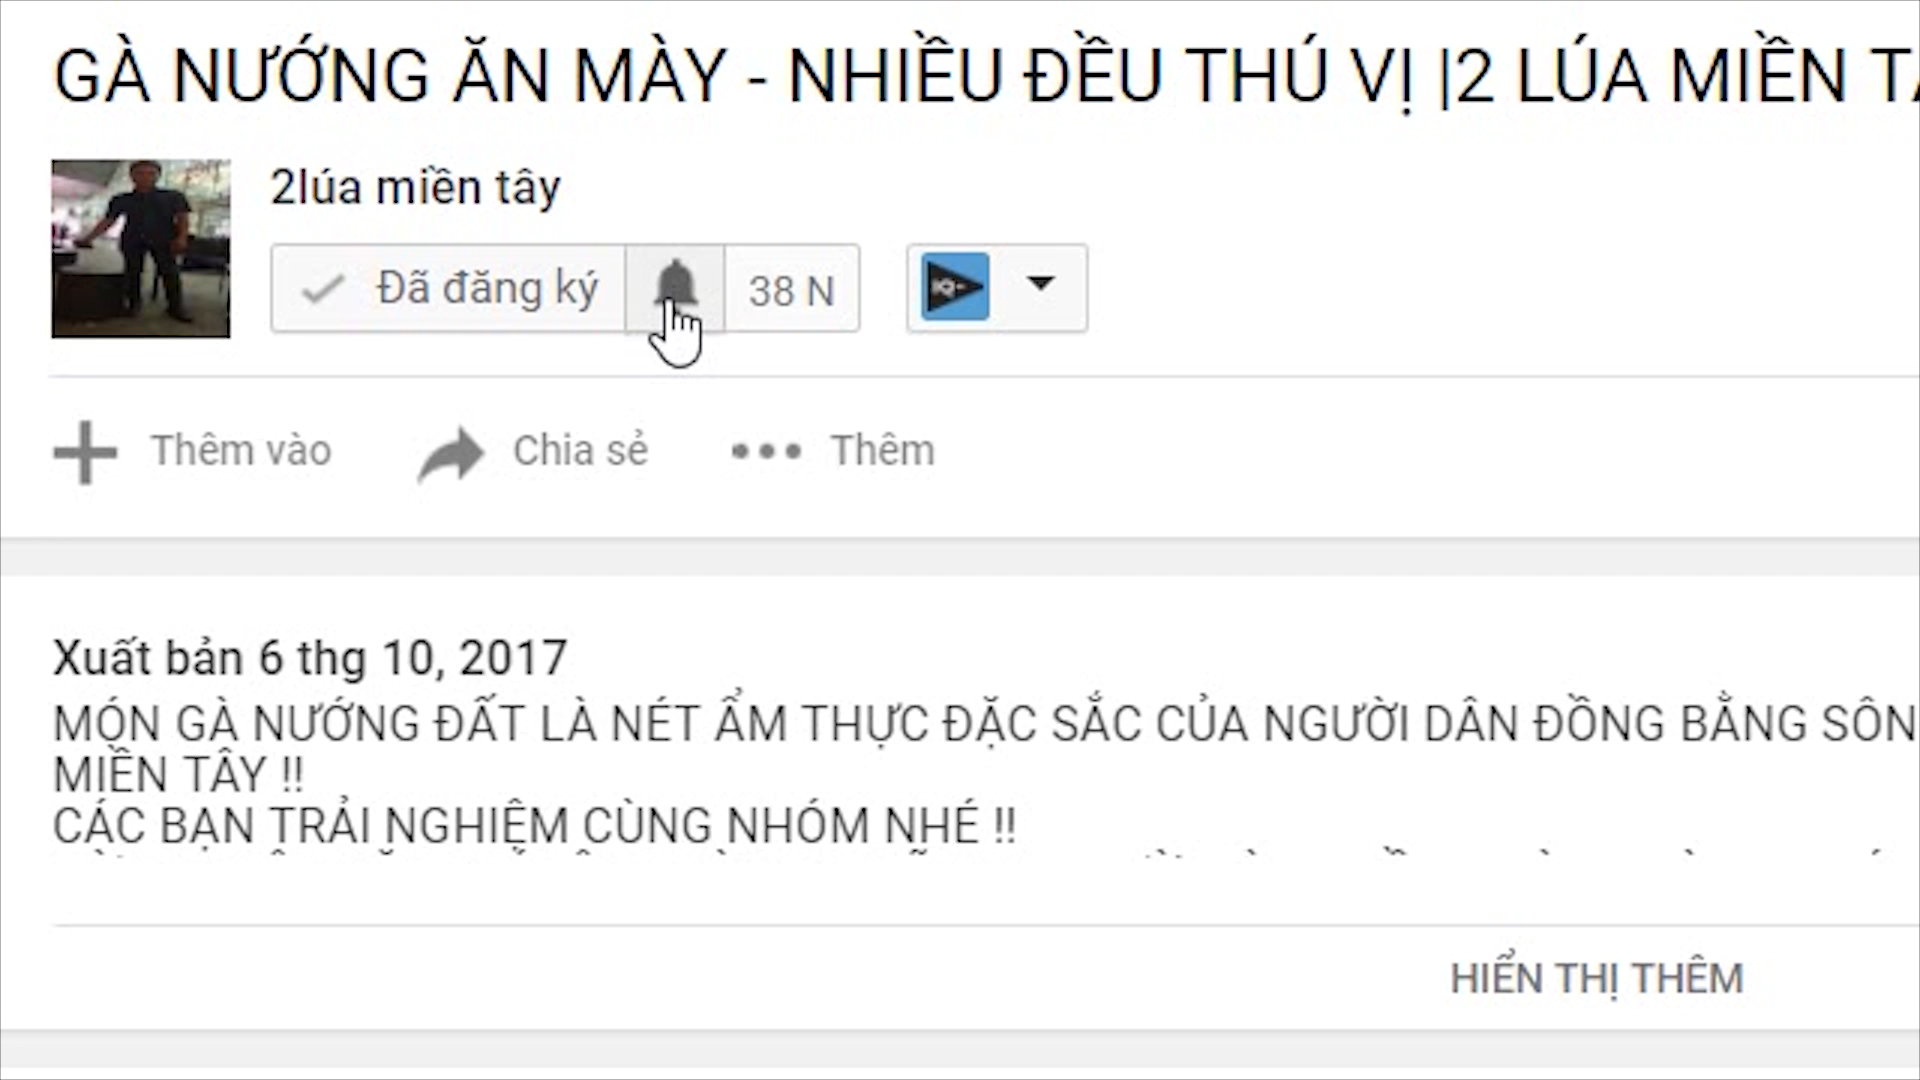 GÀ NƯỚNG ĂN MÀY - NHIỀU ĐỀU THÚ VỊ |2 LÚA MIỀN TÂ
2lúa miền tây
Đã đăng ký 38 N
Thêm vào Chia sẻ Thêm
Xuất bản 6 thg 10, 2017
MÓN GÀ NƯỚNG ĐẤT LÀ NÉT ẨM THỰC ĐẶC SẮC CỦA NGƯỜI DÂN ĐỒNG BẰNG SÔN
MIỀN TÂY !!
CÁC BẠN TRẢI NGHIỆM CÙNG NHÓM NHÉ !!
HIỂN THỊ THÊM